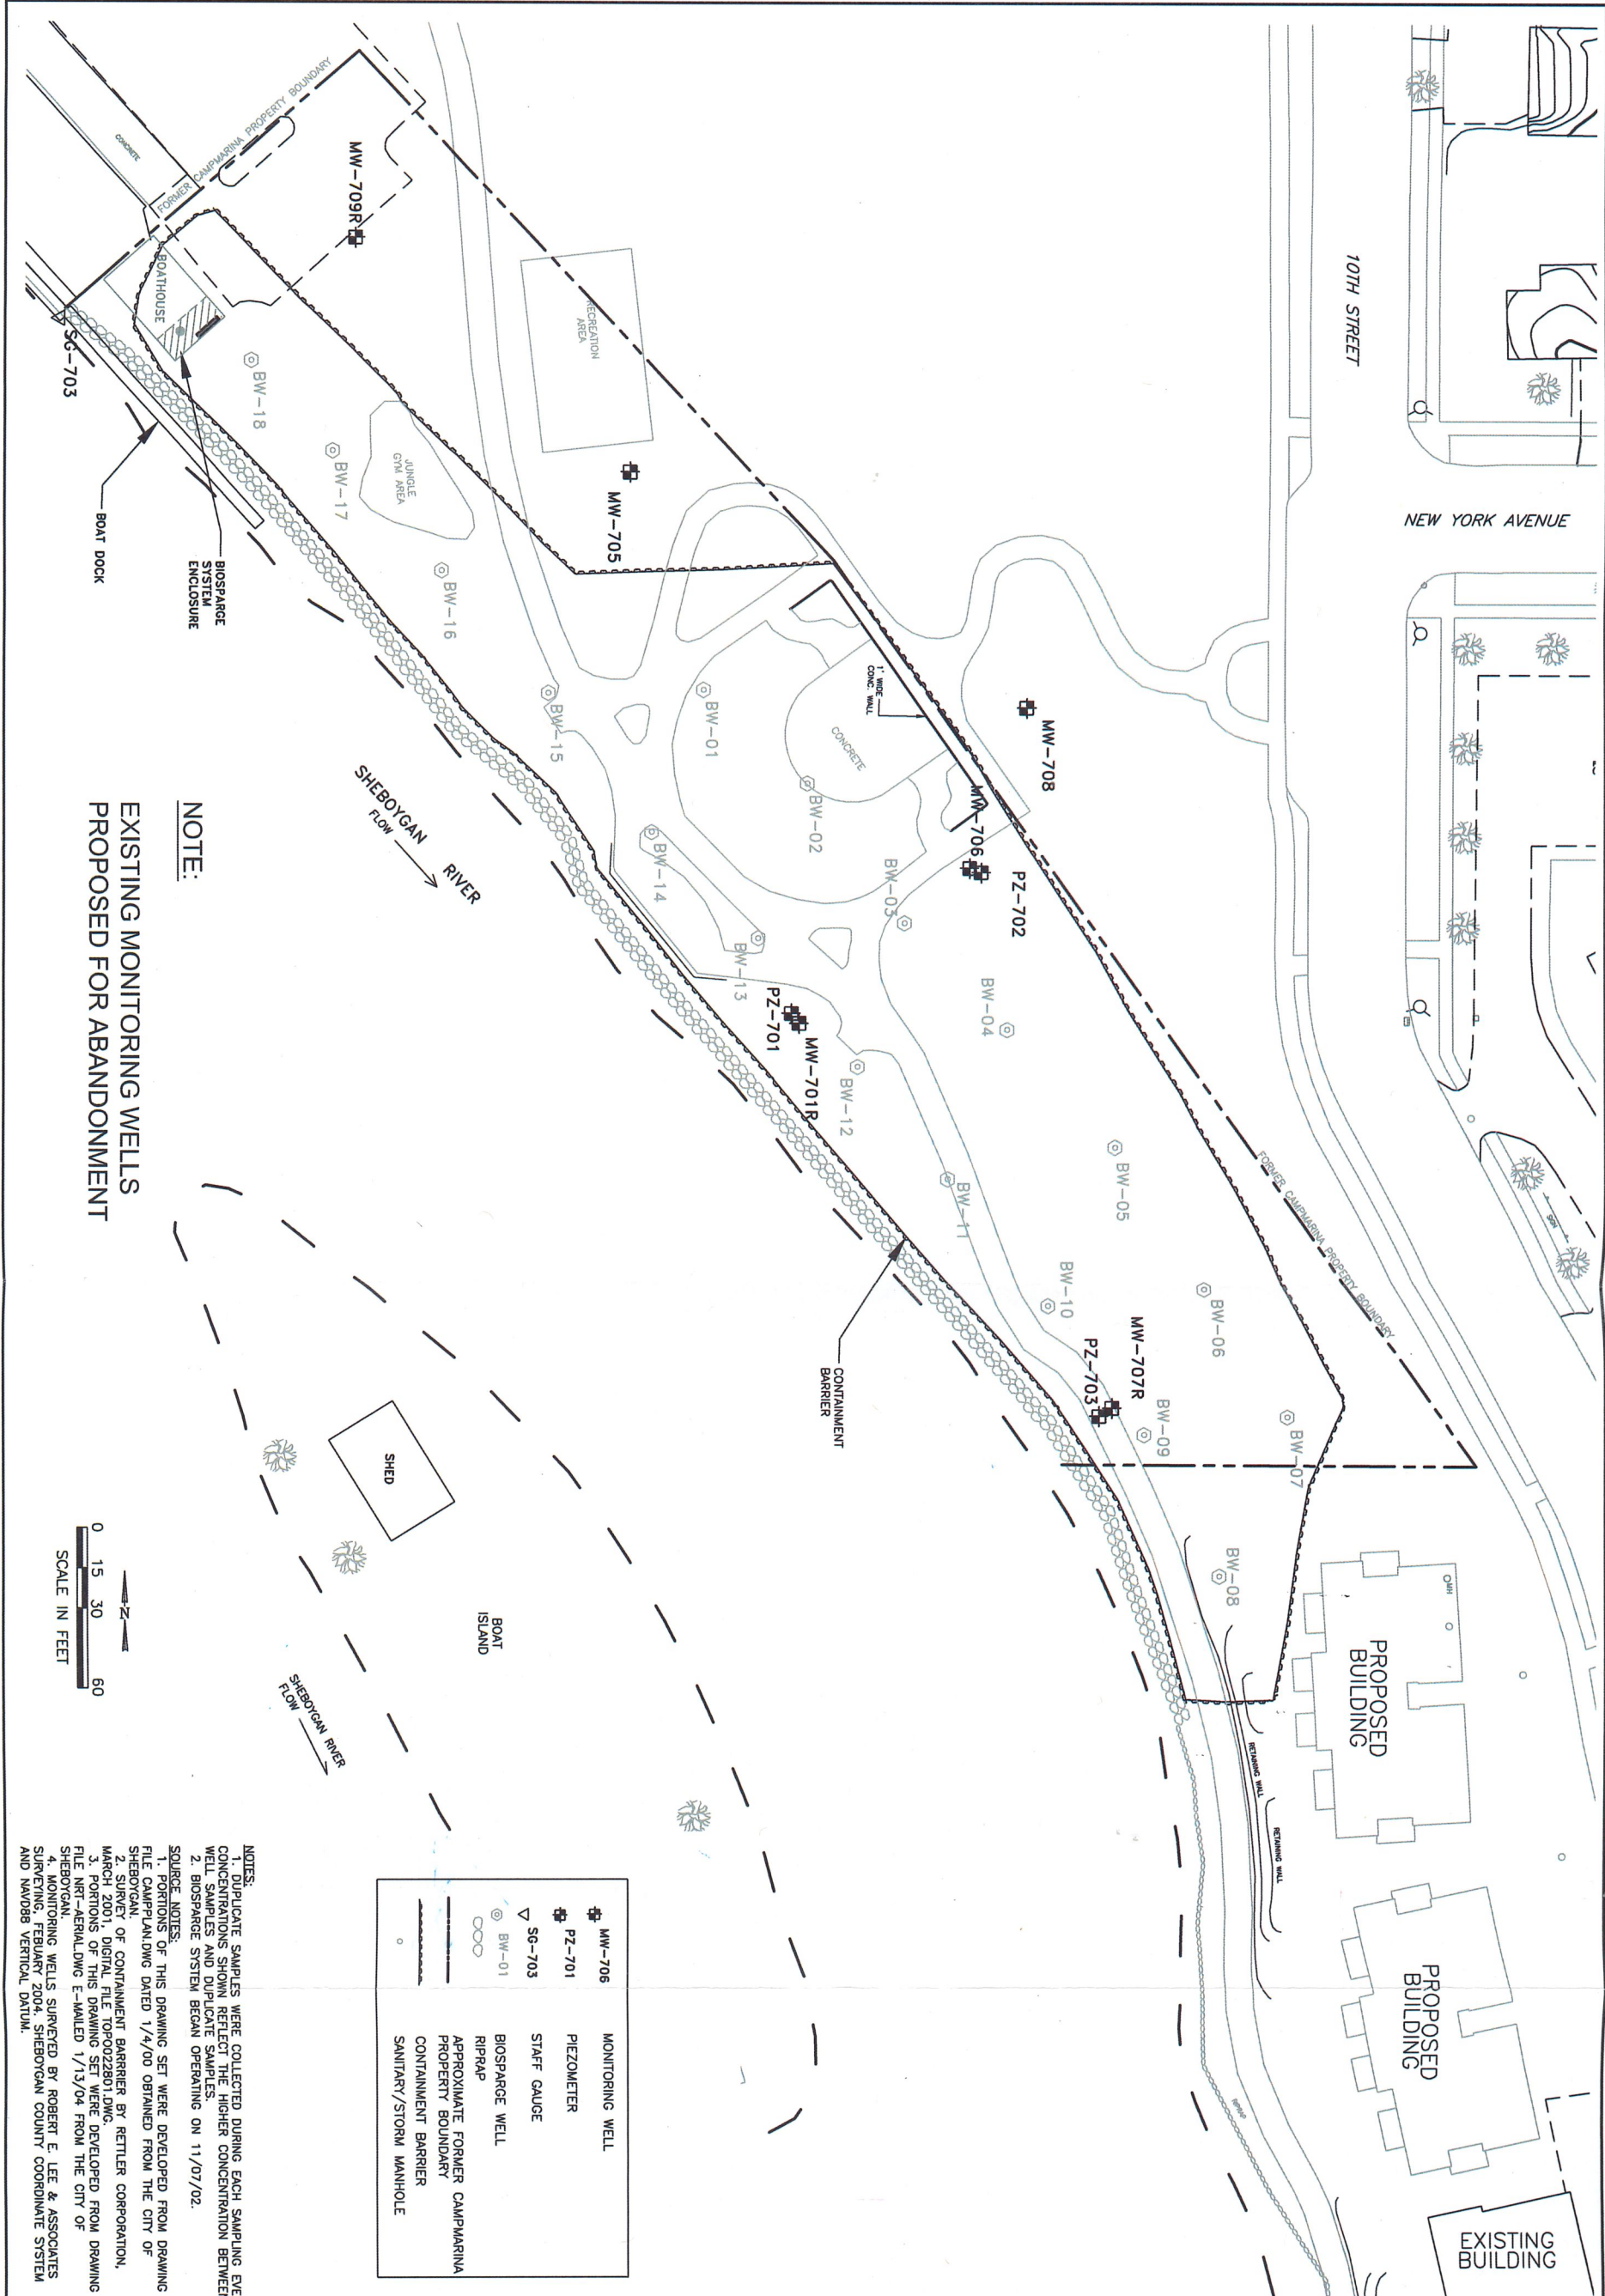 10TH STREET
NEW YORK AVENUE
FORMER CAMPMARINA PROPERTY BOUNDARY
CONCRETE
MW-709R
BOATHOUSE
SG-703
BW-18
BW-17
JUNGLE
GYM AREA
RECREATION
AREA
MW-705
BIOSPARGE
SYSTEM
ENCLOSURE
BOAT DOCK
BW-16
BW-15
BW-01
1' WIDE
CONC. WALL
CONCRETE
BW-02
MW-708
MW-706
PZ-702
BW-03
BW-14
BW-13
BW-04
PZ-701
MW-701R
BW-12
BW-11
BW-05
BW-10
BW-06
MW-707R
PZ-703
BW-09
BW-07
BW-08
FORMER CAMPMARINA PROPERTY BOUNDARY
SIGN
CONTAINMENT
BARRIER
SHEBOYGAN RIVER
FLOW
NOTE:
EXISTING MONITORING WELLS
PROPOSED FOR ABANDONMENT
SHED
BOAT
ISLAND
SHEBOYGAN RIVER
FLOW
N
0 15 30 60
SCALE IN FEET
MH
PROPOSED
BUILDING
RETAINING WALL
RETAINING WALL
PROPOSED
BUILDING
RIPRAP
EXISTING
BUILDING
MW-706 MONITORING WELL
PZ-701 PIEZOMETER
SG-703 STAFF GAUGE
BW-01 BIOSPARGE WELL
RIPRAP
APPROXIMATE FORMER CAMPMARINA
PROPERTY BOUNDARY
CONTAINMENT BARRIER
SANITARY/STORM MANHOLE
NOTES:
1. DUPLICATE SAMPLES WERE COLLECTED DURING EACH SAMPLING EVE
CONCENTRATIONS SHOWN REFLECT THE HIGHER CONCENTRATION BETWEE
WELL SAMPLES AND DUPLICATE SAMPLES.
2. BIOSPARGE SYSTEM BEGAN OPERATING ON 11/07/02.
SOURCE NOTES:
1. PORTIONS OF THIS DRAWING SET WERE DEVELOPED FROM DRAWING
FILE CAMPPLAN.DWG DATED 1/4/00 OBTAINED FROM THE CITY OF
SHEBOYGAN.
2. SURVEY OF CONTAINMENT BARRIER BY RETTLER CORPORATION,
MARCH 2001, DIGITAL FILE TOPO022801.DWG.
3. PORTIONS OF THIS DRAWING SET WERE DEVELOPED FROM DRAWING
FILE NRT-AERIAL.DWG E-MAILED 1/13/04 FROM THE CITY OF
SHEBOYGAN.
4. MONITORING WELLS SURVEYED BY ROBERT E. LEE & ASSOCIATES
SURVEYING, FEBUARY 2004. SHEBOYGAN COUNTY COORDINATE SYSTEM
AND NAVD88 VERTICAL DATUM.